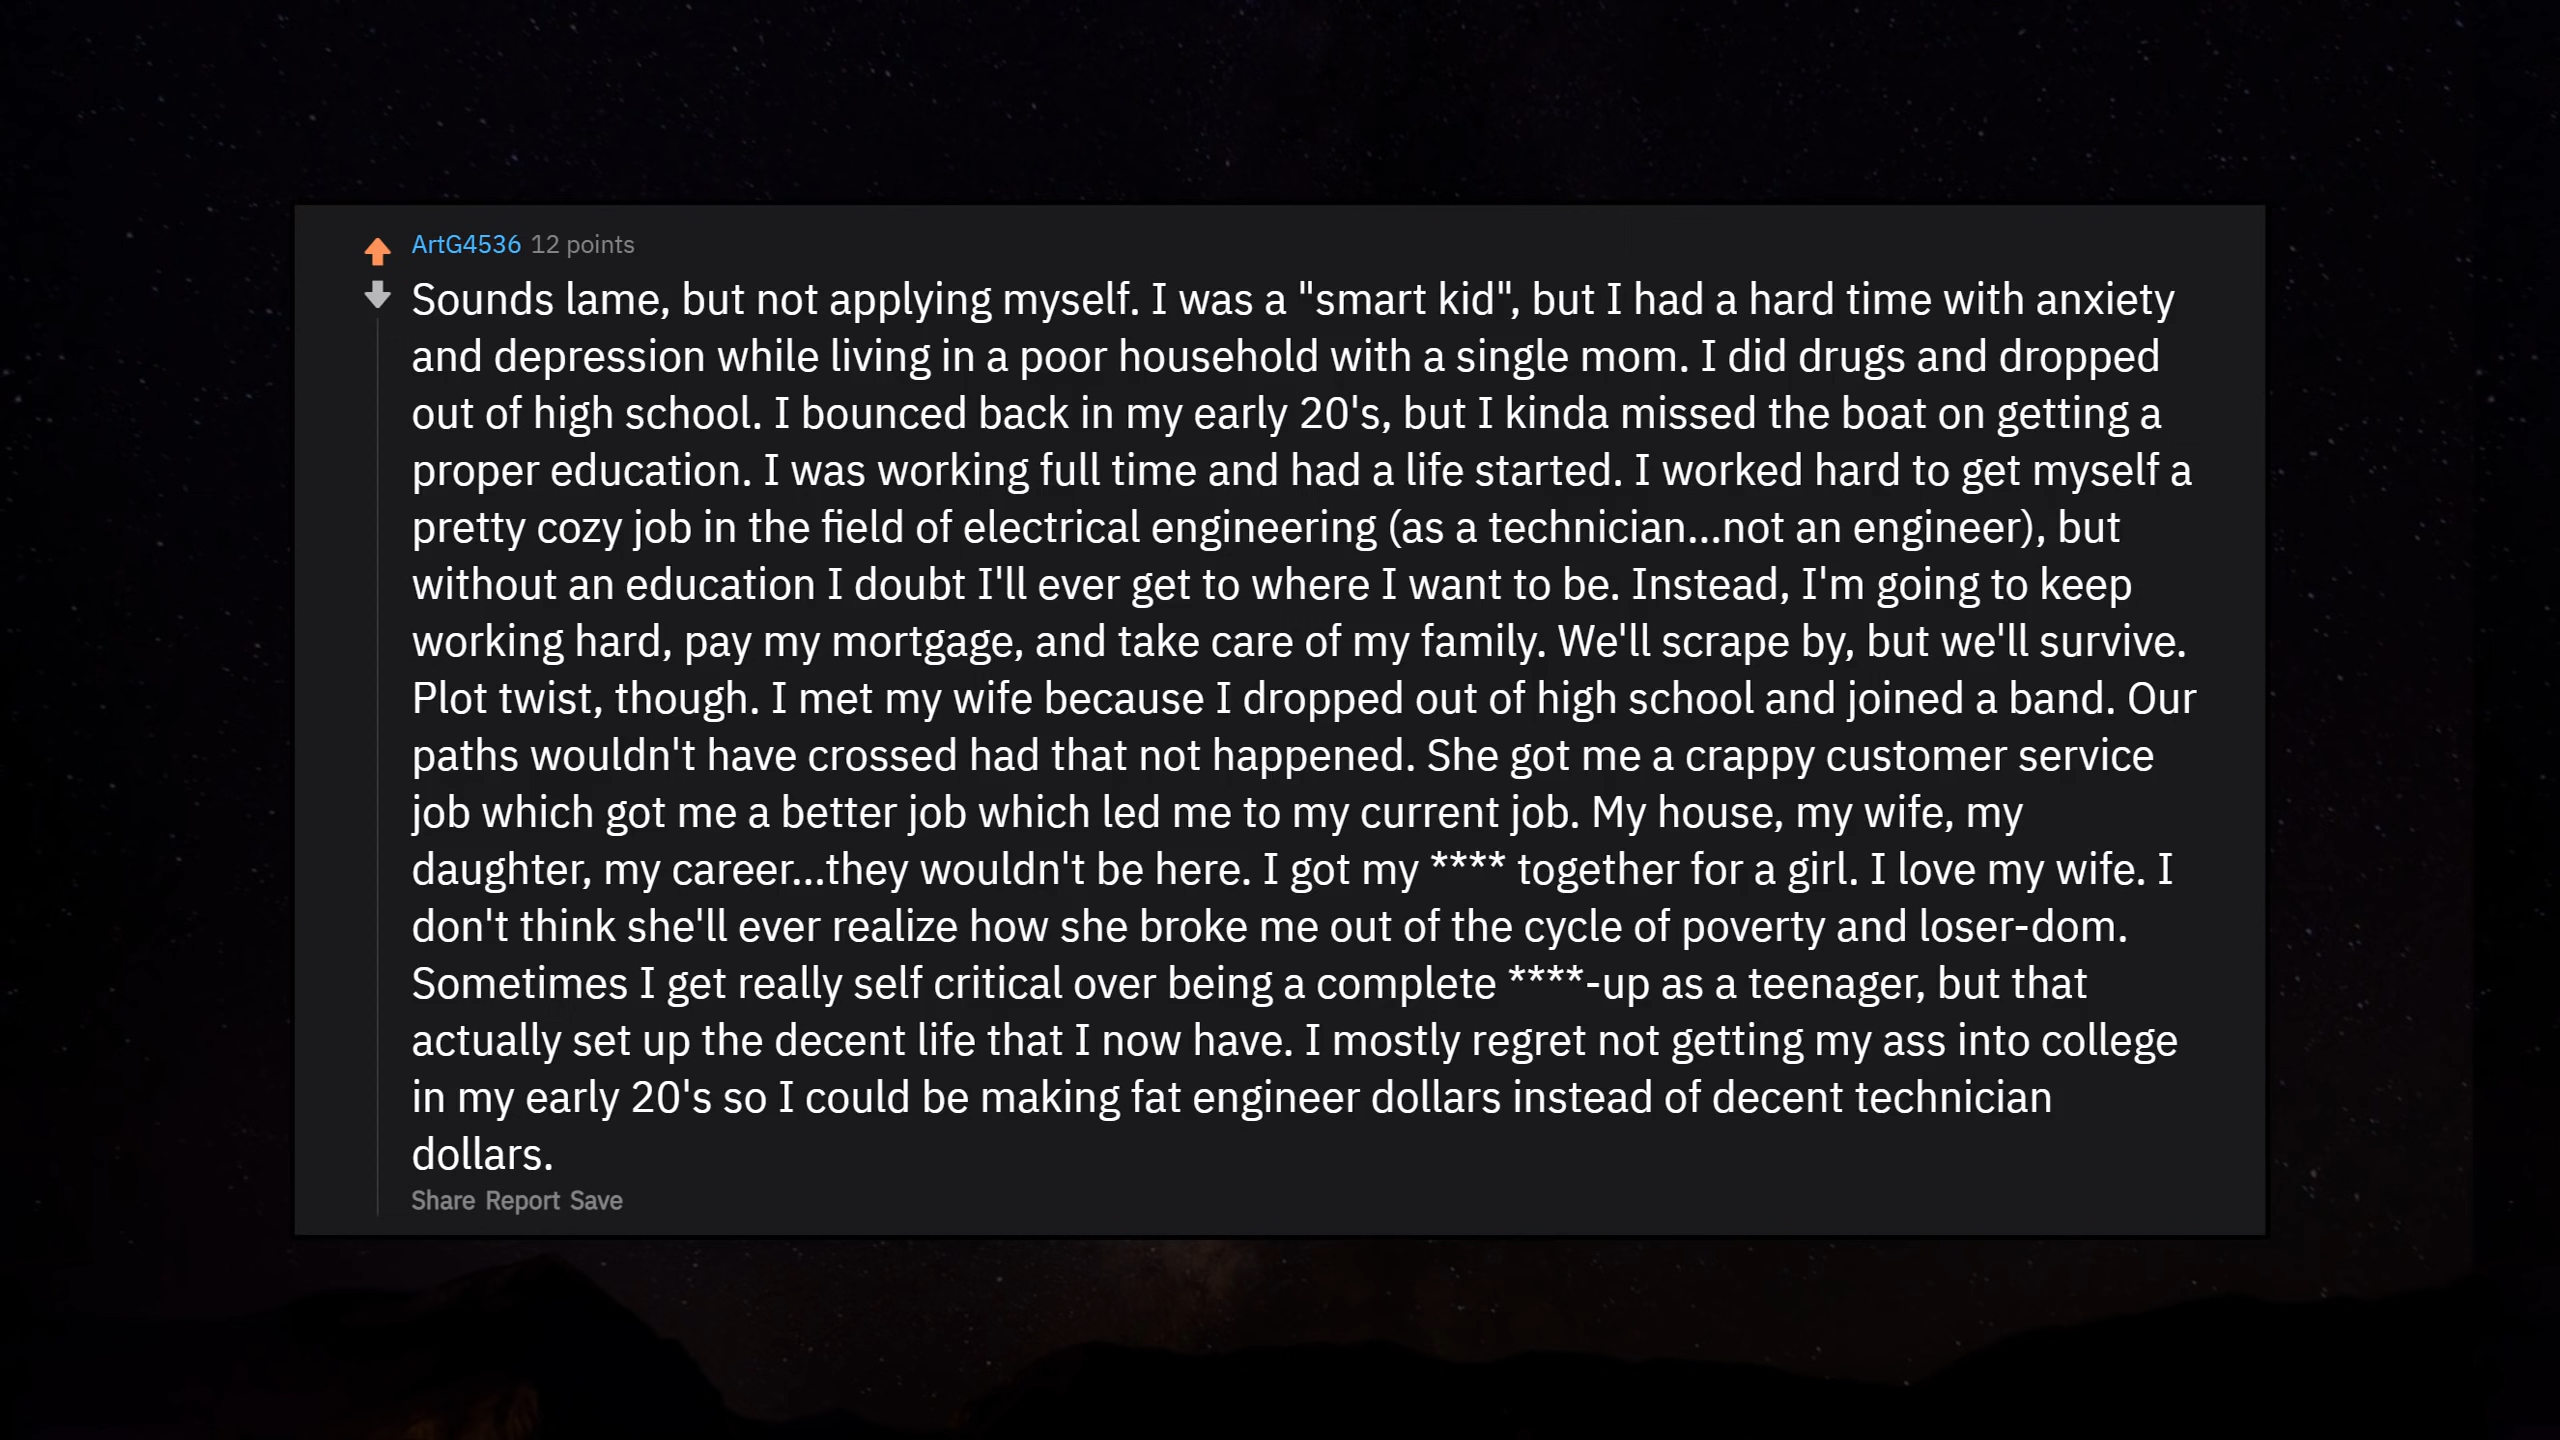 ArtG4536 12 points
Sounds lame, but not applying myself. I was a "smart kid", but I had a hard time with anxiety
and depression while living in a poor household with a single mom. I did drugs and dropped
out of high school. I bounced back in my early 20's, but I kinda missed the boat on getting a
proper education. I was working full time and had a life started. I worked hard to get myself a
pretty cozy job in the field of electrical engineering (as a technician...not an engineer), but
without an education I doubt I'll ever get to where I want to be. Instead, I'm going to keep
working hard, pay my mortgage, and take care of my family. We'll scrape by, but we'll survive.
Plot twist, though. I met my wife because I dropped out of high school and joined a band. Our
paths wouldn't have crossed had that not happened. She got me a crappy customer service
job which got me a better job which led me to my current job. My house, my wife, my
daughter, my career...they wouldn't be here. I got my **** together for a girl. I love my wife. I
don't think she'll ever realize how she broke me out of the cycle of poverty and loser-dom.
Sometimes I get really self critical over being a complete ****-up as a teenager, but that
actually set up the decent life that I now have. I mostly regret not getting my ass into college
in my early 20's so I could be making fat engineer dollars instead of decent technician
dollars.
Share Report Save